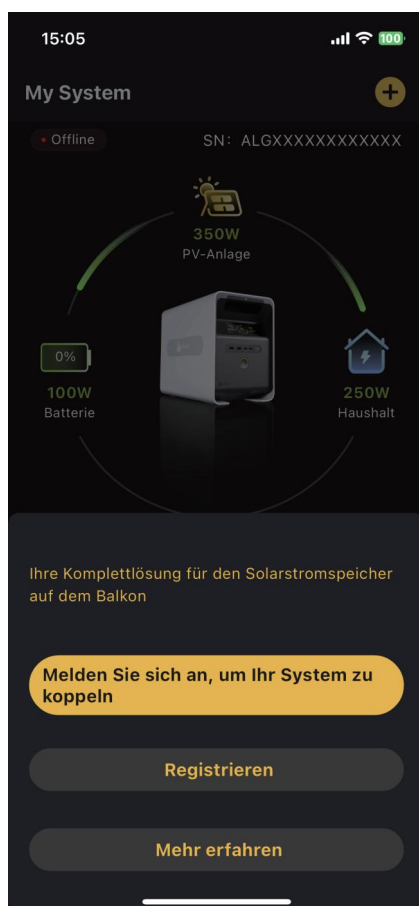 15:05
100
My System
Offline
SN: ALGXXXXXXXXXXXX
350W
PV-Anlage
0%
100W
Batterie
250W
Haushalt
Ihre Komplettlösung für den Solarstromspeicher
auf dem Balkon
Melden Sie sich an, um Ihr System zu
koppeln
Registrieren
Mehr erfahren